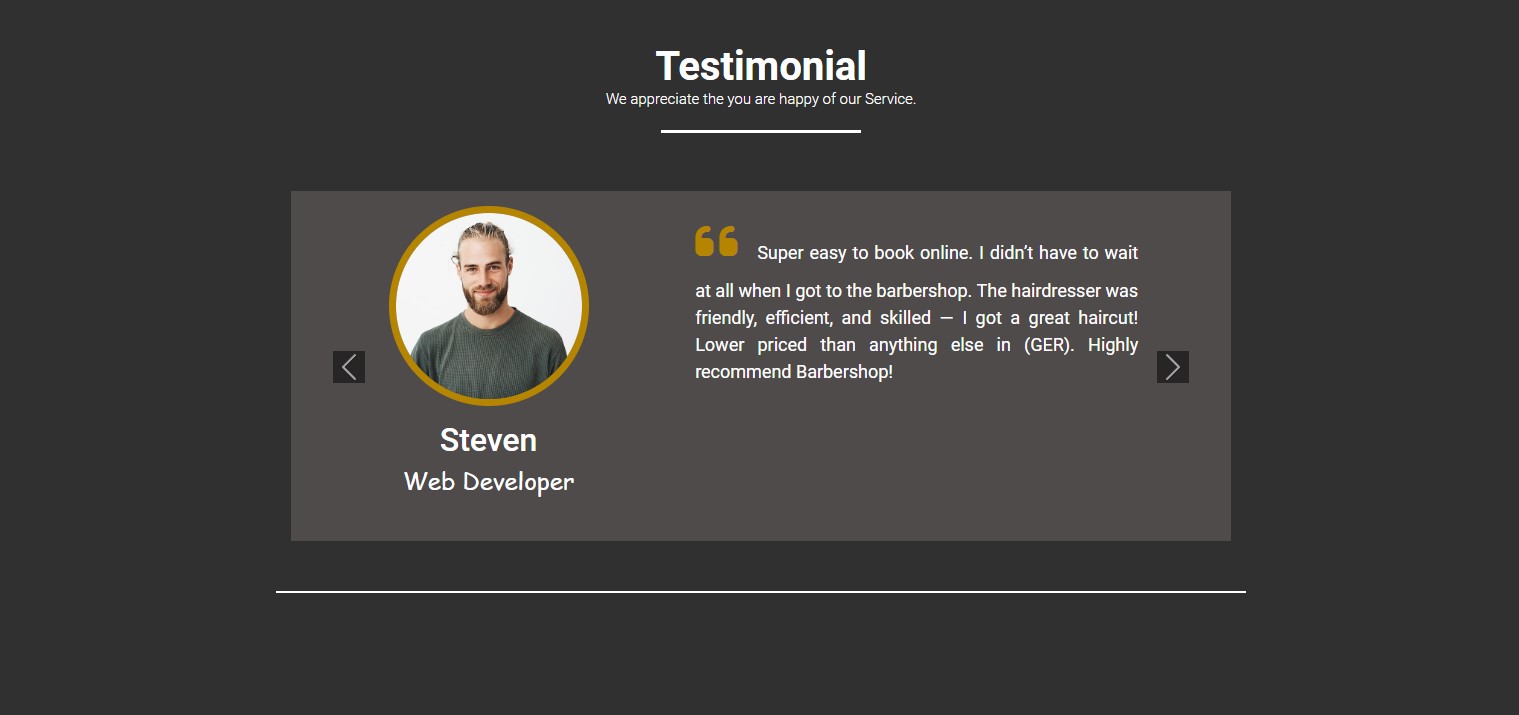 Testimonial
We appreciate the you are happy of our Service.
Super easy to book online. I didn’t have to wait
at all when I got to the barbershop. The hairdresser was
friendly, efficient, and skilled — I got a great haircut!
Lower priced than anything else in (GER). Highly
recommend Barbershop!
Steven
Web Developer